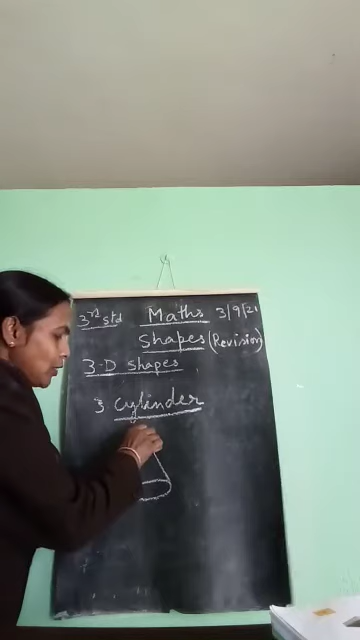 3rd std Maths 3/9/21
Shapes (Revision)
3-D shapes
3 Cylinder